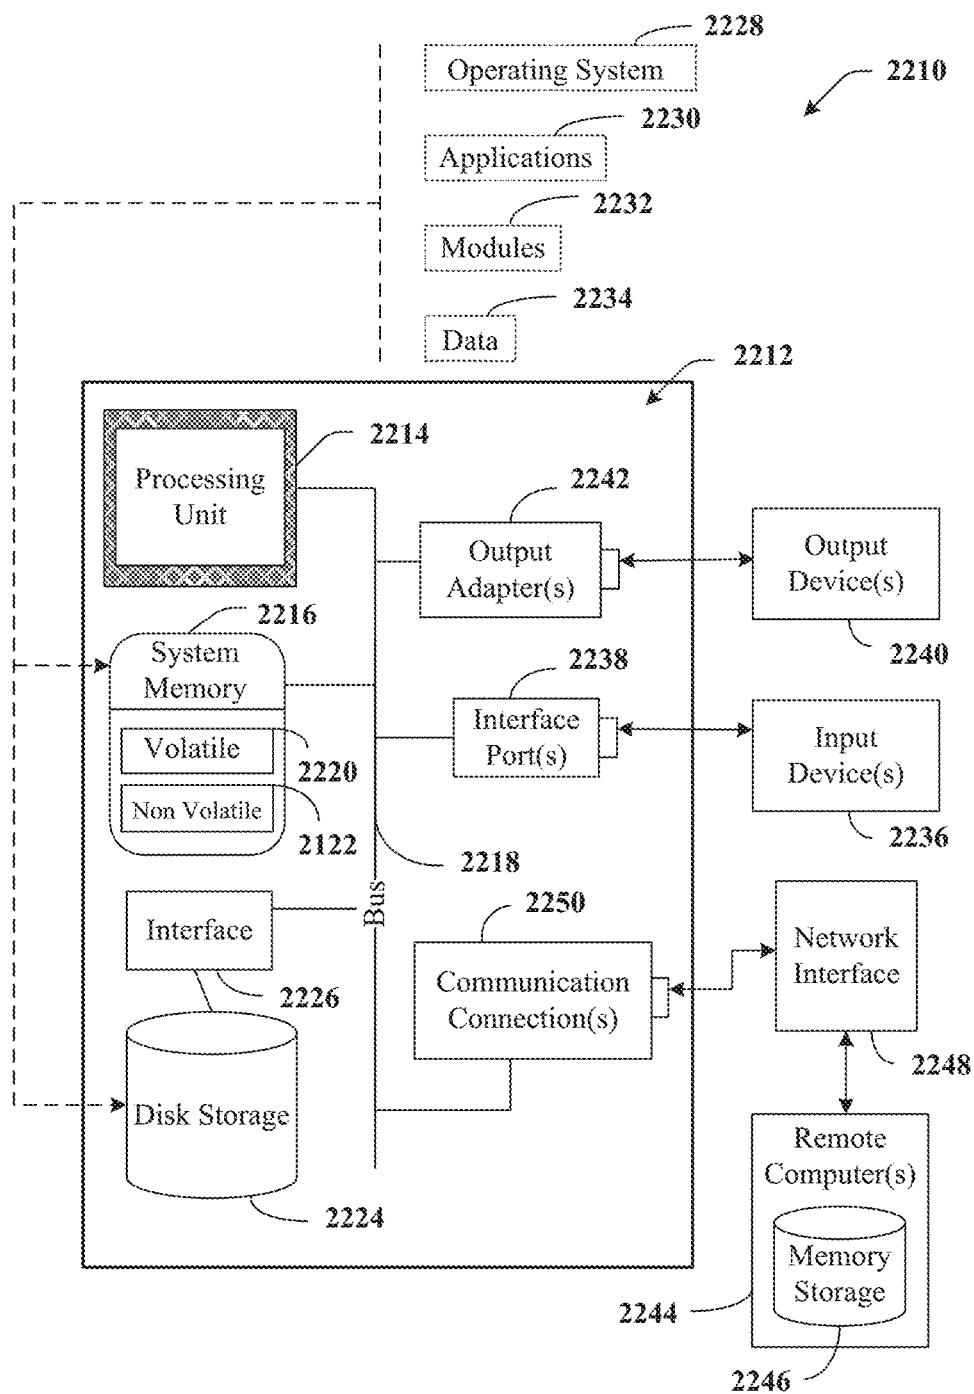 2228
Operating System
2210
2230
Applications
2232
Modules
2234
Data
2212
2214
Processing
Unit
2242
Output
Adapter(s)
Output
Device(s)
2240
2216
System
Memory
2238
Interface
Port(s)
Input
Device(s)
2236
Volatile
2220
Non Volatile
2122
2218
Bus
2250
Interface
2226
Communication
Connection(s)
Network
Interface
2248
Disk Storage
2224
Remote
Computer(s)
Memory
Storage
2244
2246